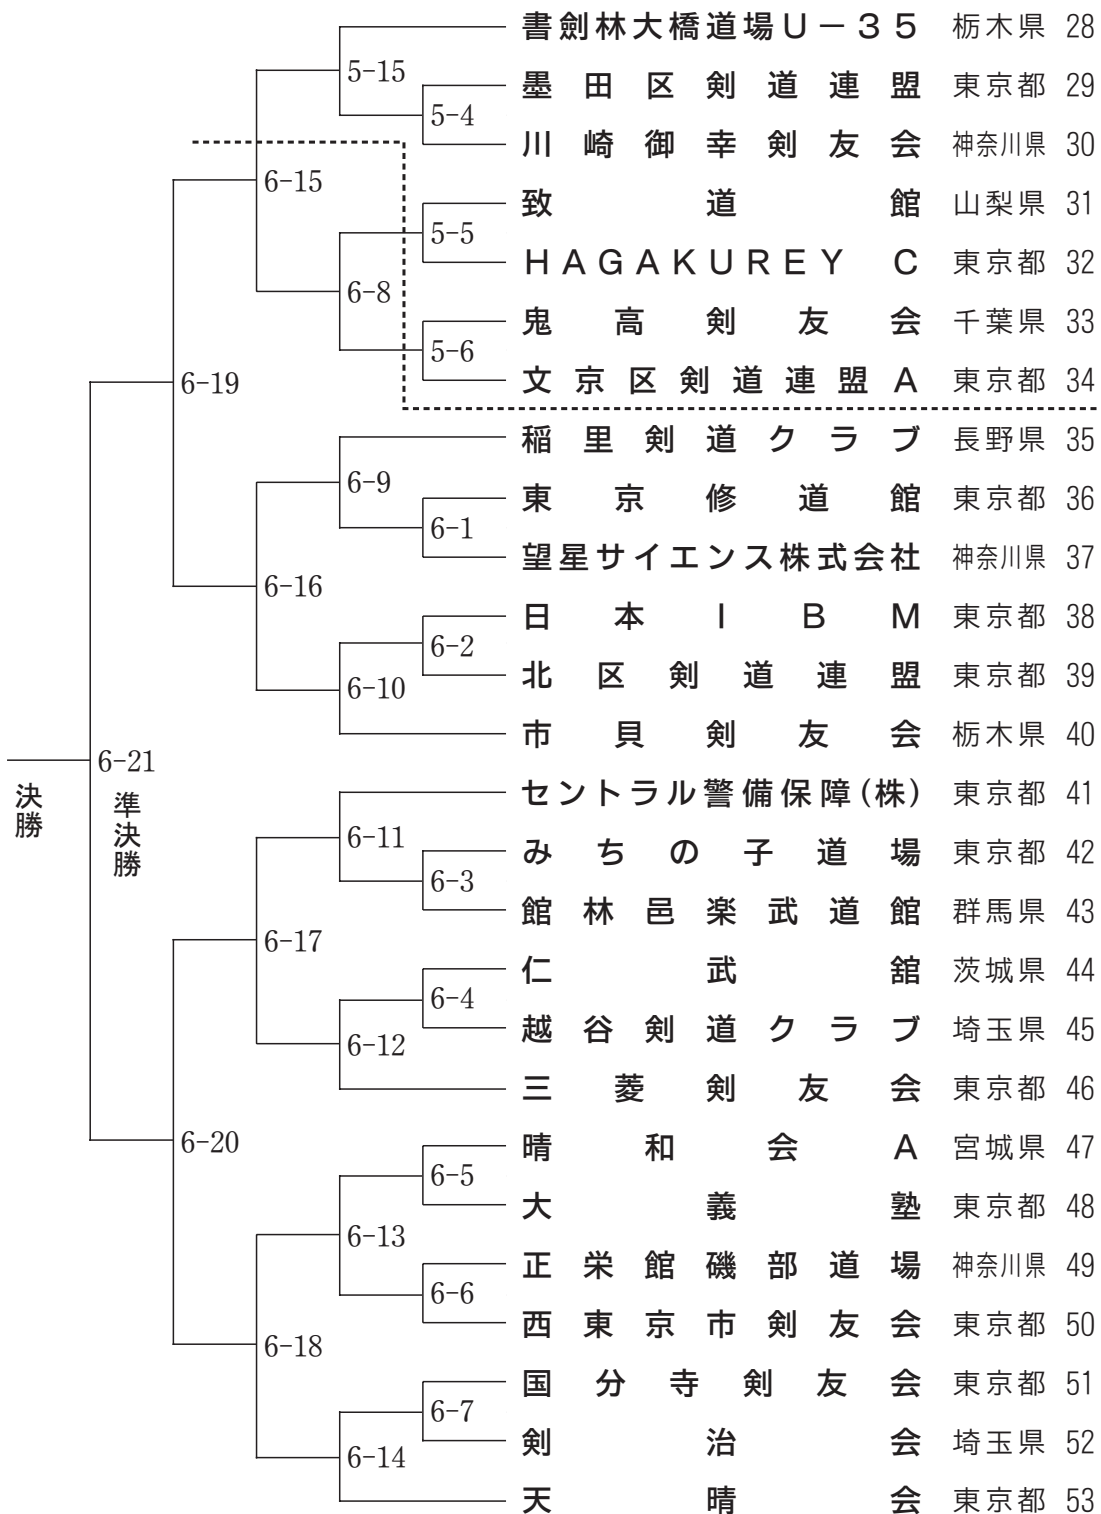 書劍林大橋道場U−35 栃木県 28
5-15
墨田区剣道連盟 東京都 29
5-4
川崎御幸剣友会 神奈川県 30
6-15
致道館 山梨県 31
5-5
HAGAKUREY C 東京都 32
6-8
鬼高剣友会 千葉県 33
5-6
文京区剣道連盟A 東京都 34
6-19
稲里剣道クラブ 長野県 35
6-9
東京修道館 東京都 36
6-1
望星サイエンス株式会社 神奈川県 37
6-16
日本IBM 東京都 38
6-2
北区剣道連盟 東京都 39
6-10
市貝剣友会 栃木県 40
6-21
決勝
準決勝
セントラル警備保障(株) 東京都 41
6-11
みちの子道場 東京都 42
6-3
館林邑楽武道館 群馬県 43
6-17
仁武舘 茨城県 44
6-4
越谷剣道クラブ 埼玉県 45
6-12
三菱剣友会 東京都 46
6-20
晴和会A 宮城県 47
6-5
大義塾 東京都 48
6-13
正栄館磯部道場 神奈川県 49
6-6
西東京市剣友会 東京都 50
6-18
国分寺剣友会 東京都 51
6-7
剣治会 埼玉県 52
6-14
天晴会 東京都 53